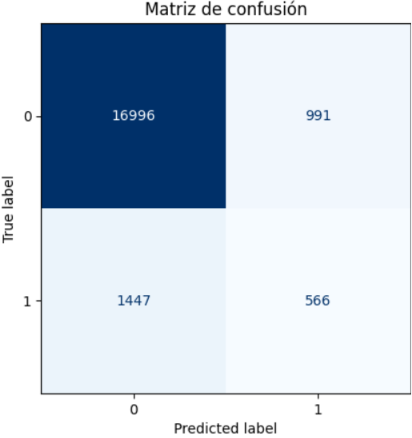 Matriz de confusión
True label
0
16996
991
1
1447
566
0
1
Predicted label